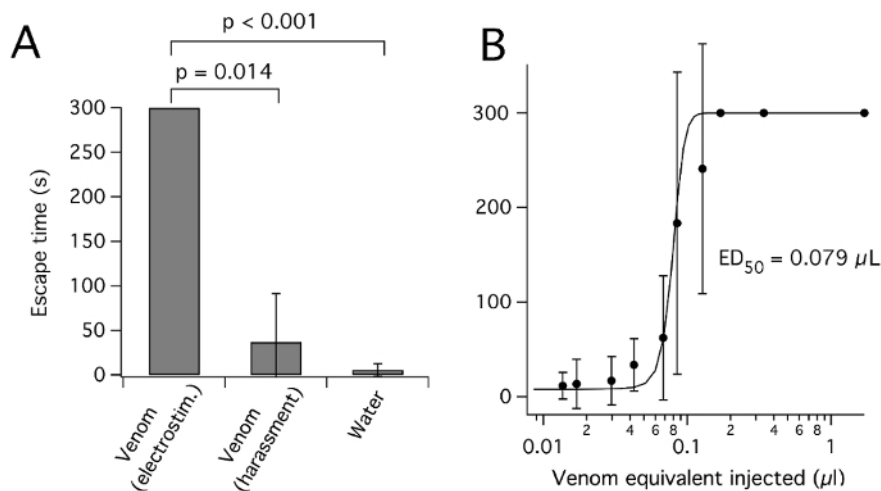 A
p < 0.001
p = 0.014
300
250
200
150
100
50
0
Escape time (s)
Venom
(electrostim.)
Venom
(harassment)
Water
B
300
200
100
0
ED50 = 0.079 µL
0.01
2
4
6
8
0.1
2
4
6
8
1
Venom equivalent injected (µl)